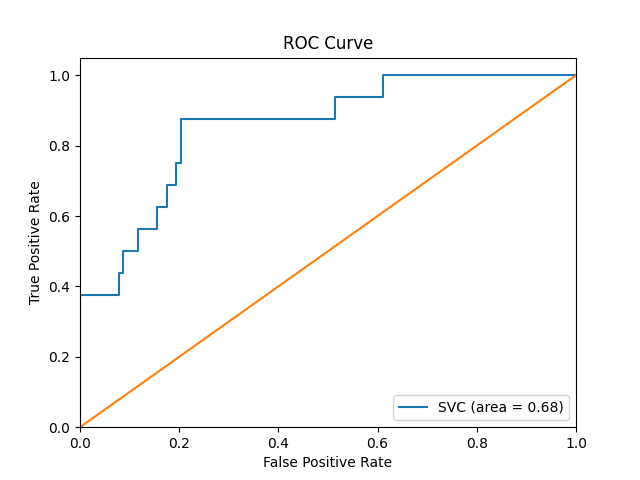 ROC Curve
1.0
0.8
0.6
0.4
0.2
0.0
True Positive Rate
SVC (area = 0.68)
0.0 0.2 0.4 0.6 0.8 1.0
False Positive Rate